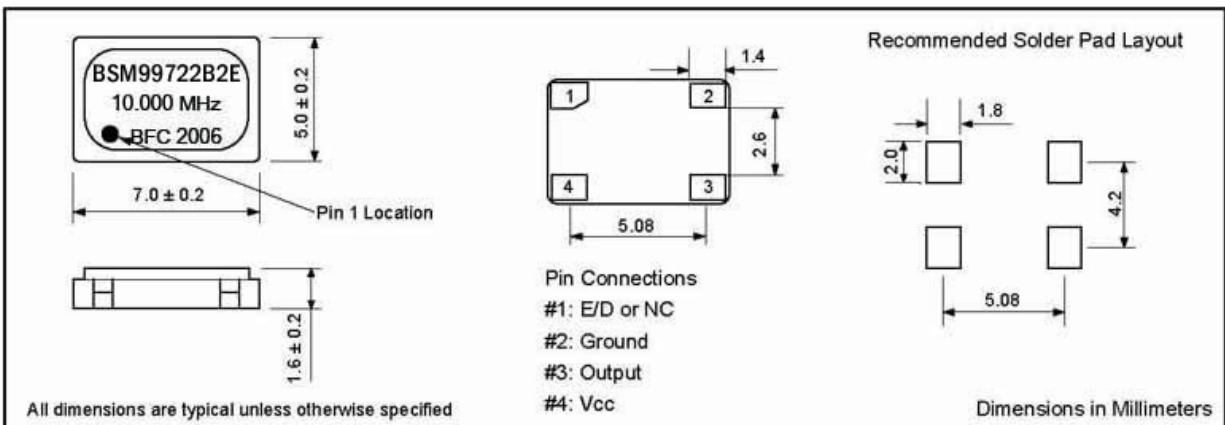 BSM99722B2E
10.000 MHz
BFC 2006
5.0 ± 0.2
7.0 ± 0.2
Pin 1 Location
1.6 ± 0.2
All dimensions are typical unless otherwise specified
1.4
1
2
2.6
4
3
5.08
Pin Connections
#1: E/D or NC
#2: Ground
#3: Output
#4: Vcc
Recommended Solder Pad Layout
1.8
2.0
4.2
5.08
Dimensions in Millimeters